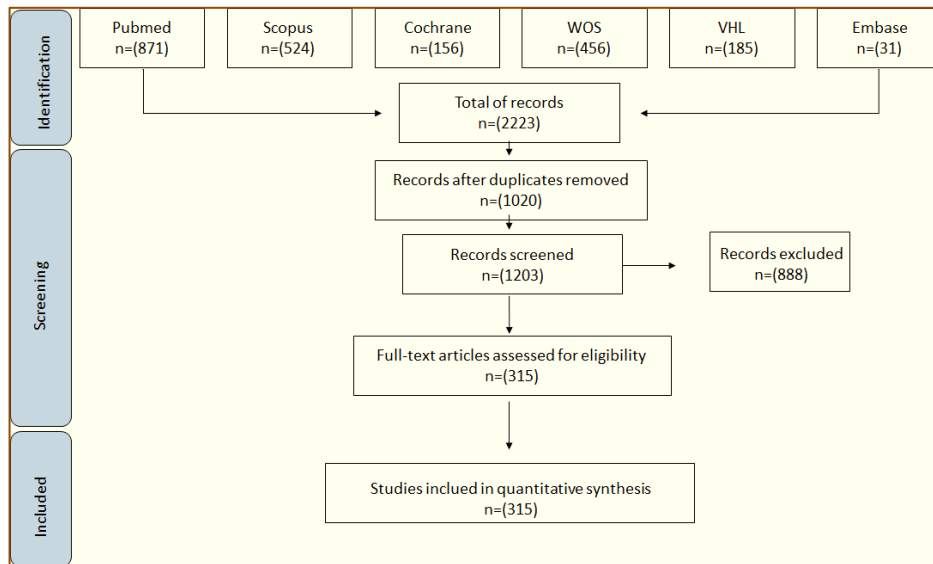 Identification
Pubmed
n=(871)
Scopus
n=(524)
Cochrane
n=(156)
WOS
n=(456)
VHL
n=(185)
Embase
n=(31)
Total of records
n=(2223)
Screening
Records after duplicates removed
n=(1020)
Records screened
n=(1203)
Records excluded
n=(888)
Full-text articles assessed for eligibility
n=(315)
Included
Studies inclued in quantitative synthesis
n=(315)